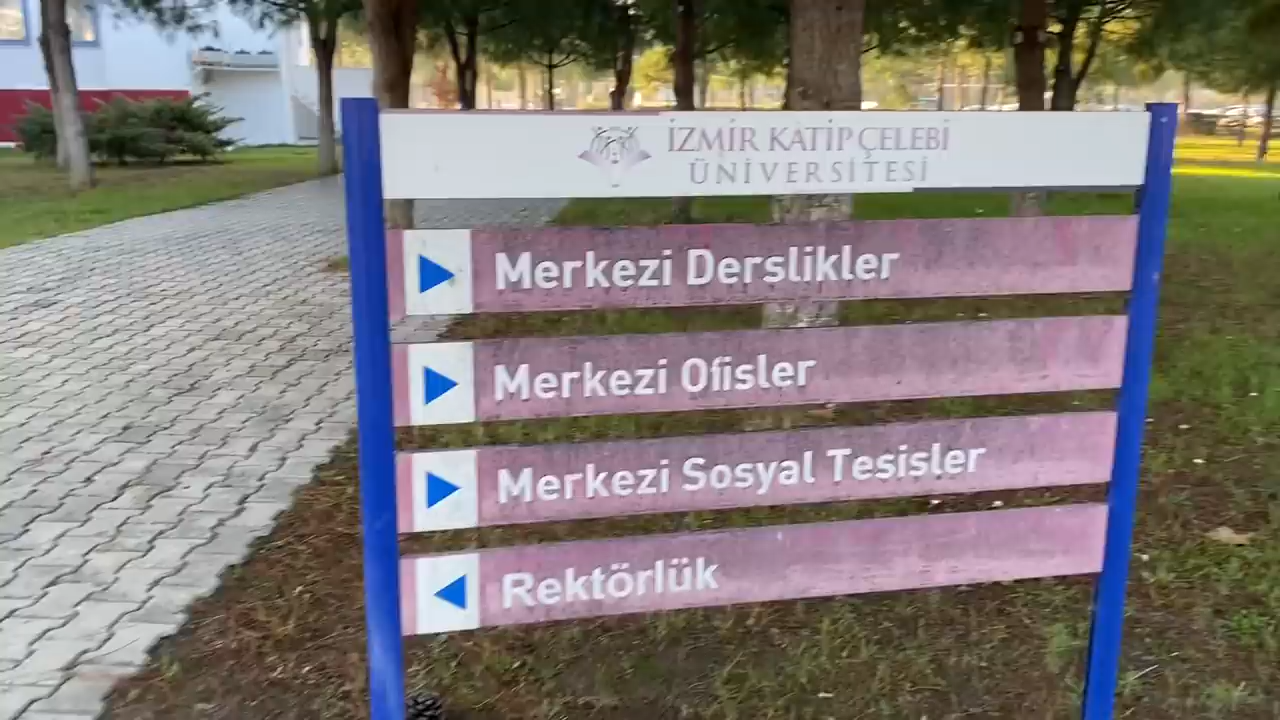 İZMİR KATİP ÇELEBİ
ÜNİVERSİTESİ
Merkezi Derslikler
Merkezi Ofisler
Merkezi Sosyal Tesisler
Rektörlük